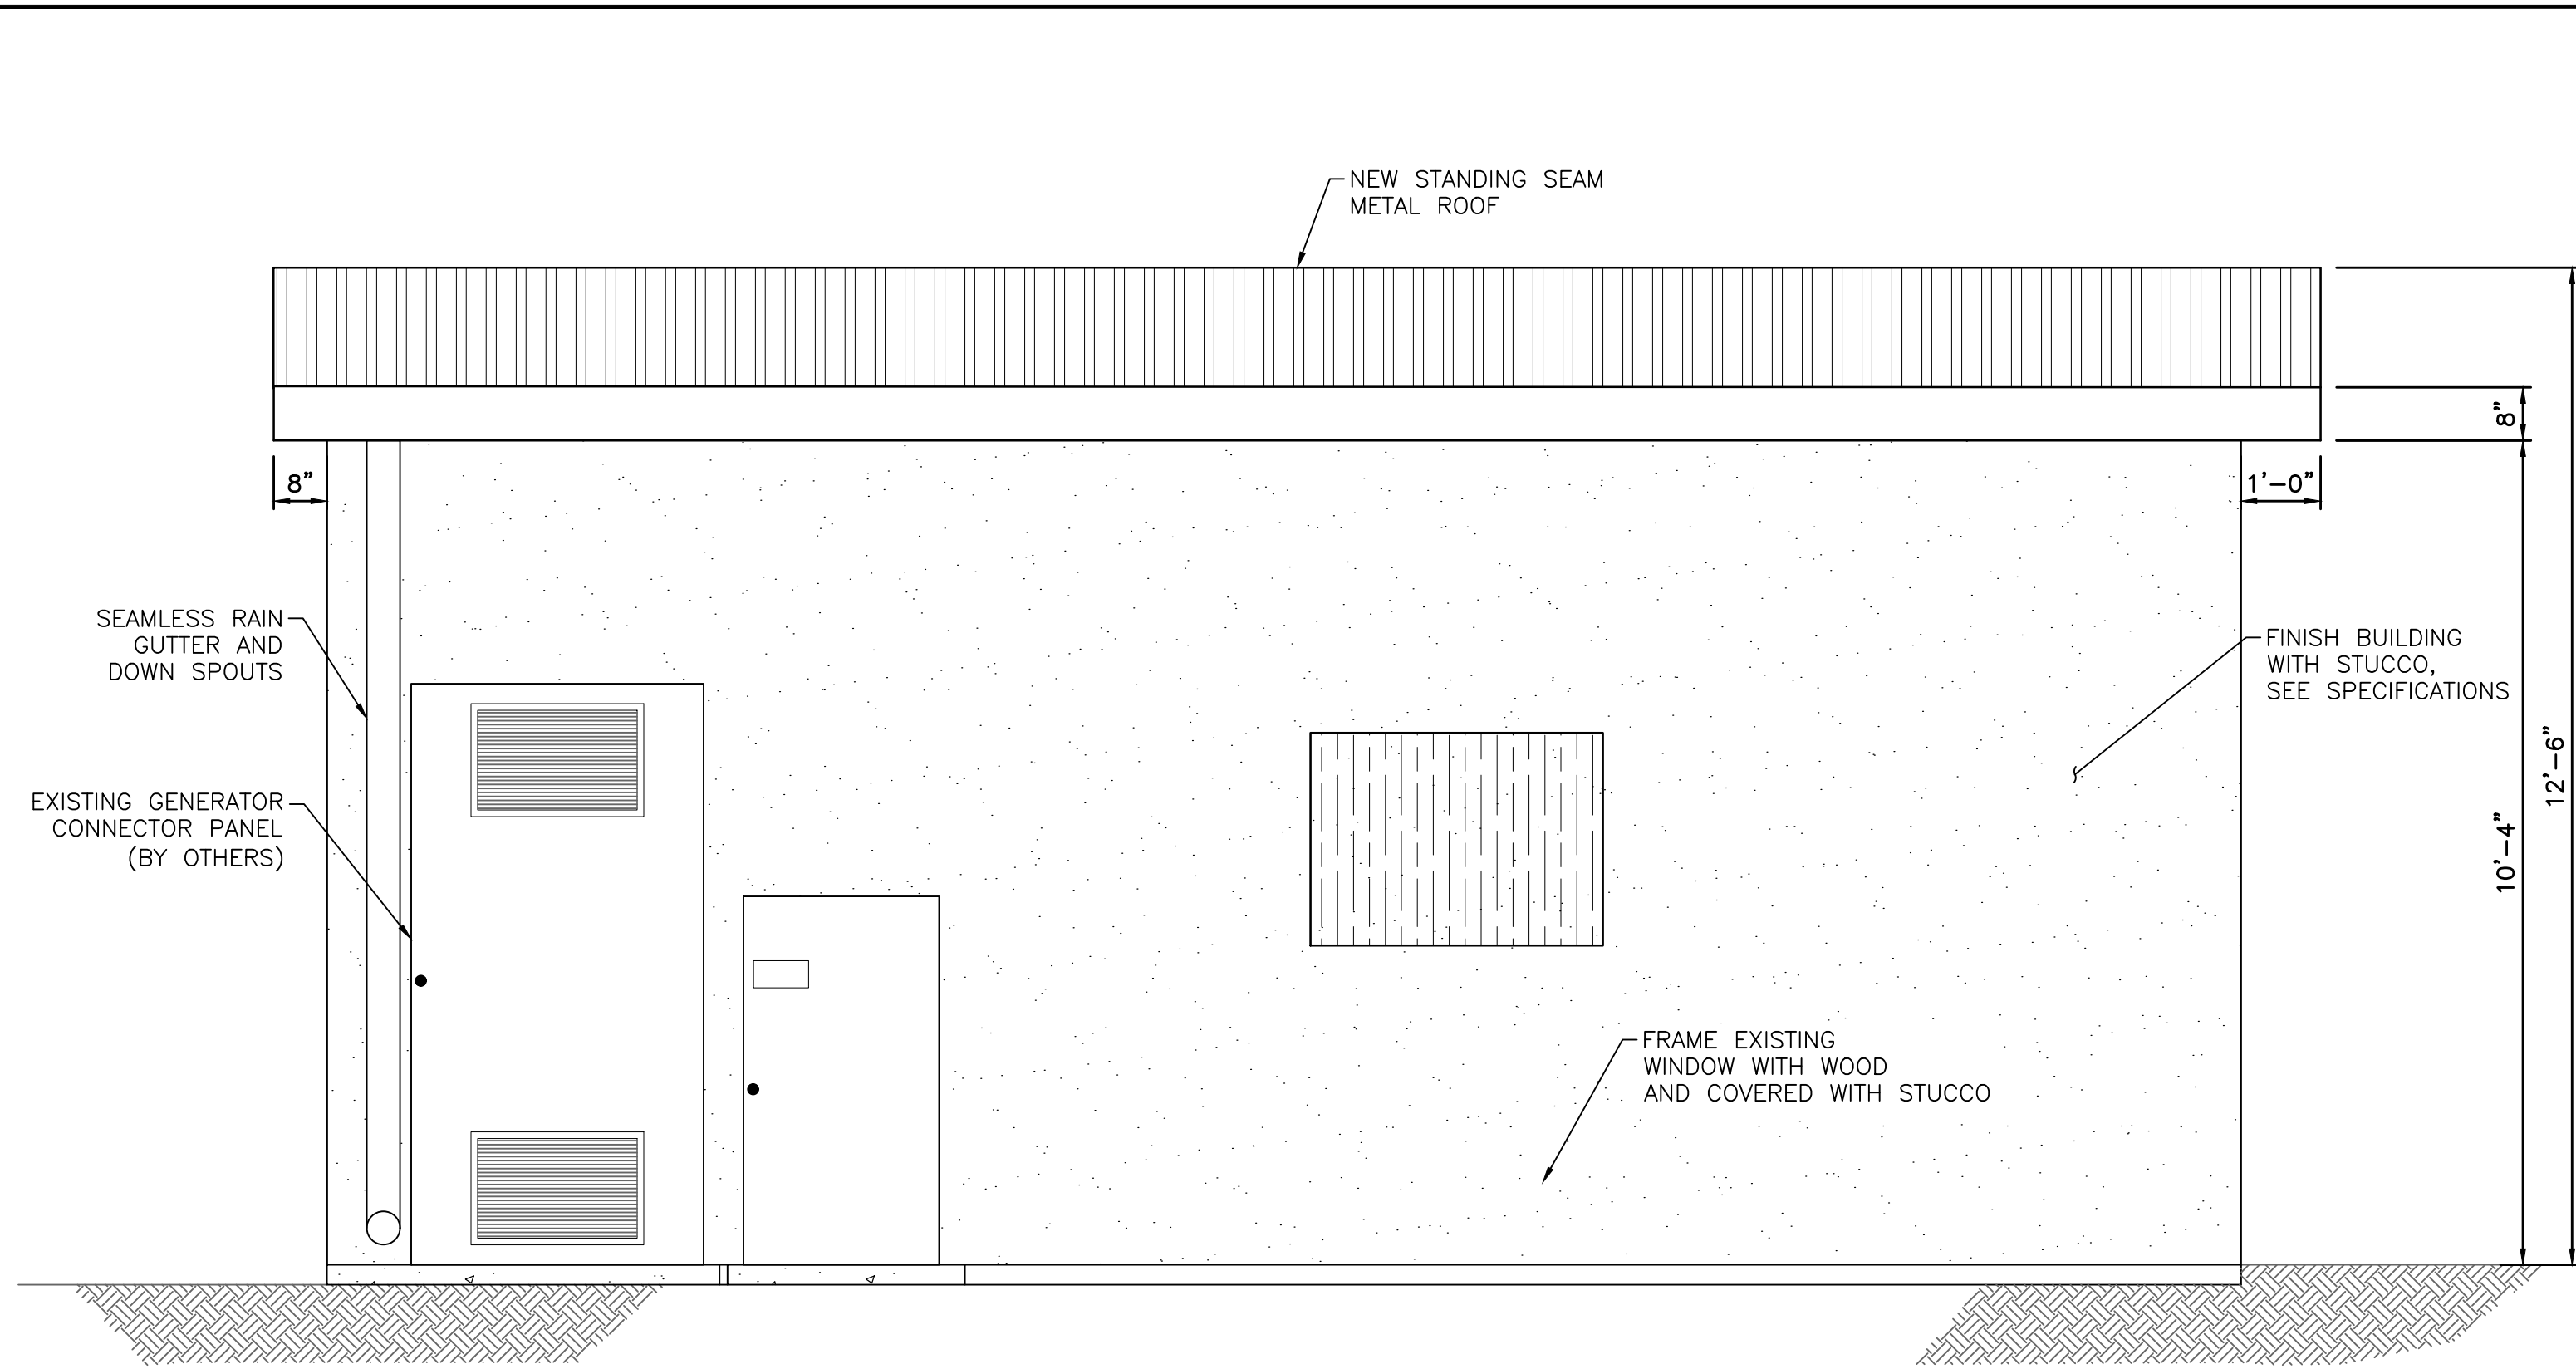 NEW STANDING SEAM
METAL ROOF
8"
8"
1'-0"
SEAMLESS RAIN
GUTTER AND
DOWN SPOUTS
FINISH BUILDING
WITH STUCCO,
SEE SPECIFICATIONS
12'-6"
10'-4"
EXISTING GENERATOR
CONNECTOR PANEL
(BY OTHERS)
FRAME EXISTING
WINDOW WITH WOOD
AND COVERED WITH STUCCO